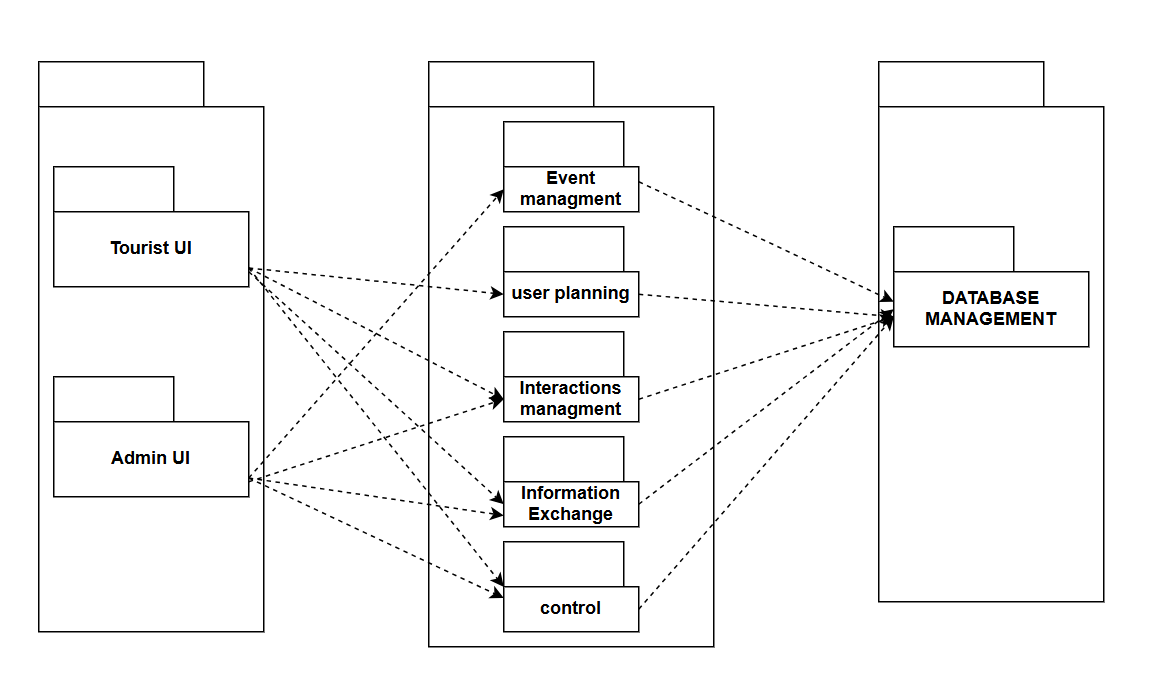 Tourist UI
Admin UI
Event
managment
user planning
Interactions
managment
Information
Exchange
control
DATABASE
MANAGEMENT